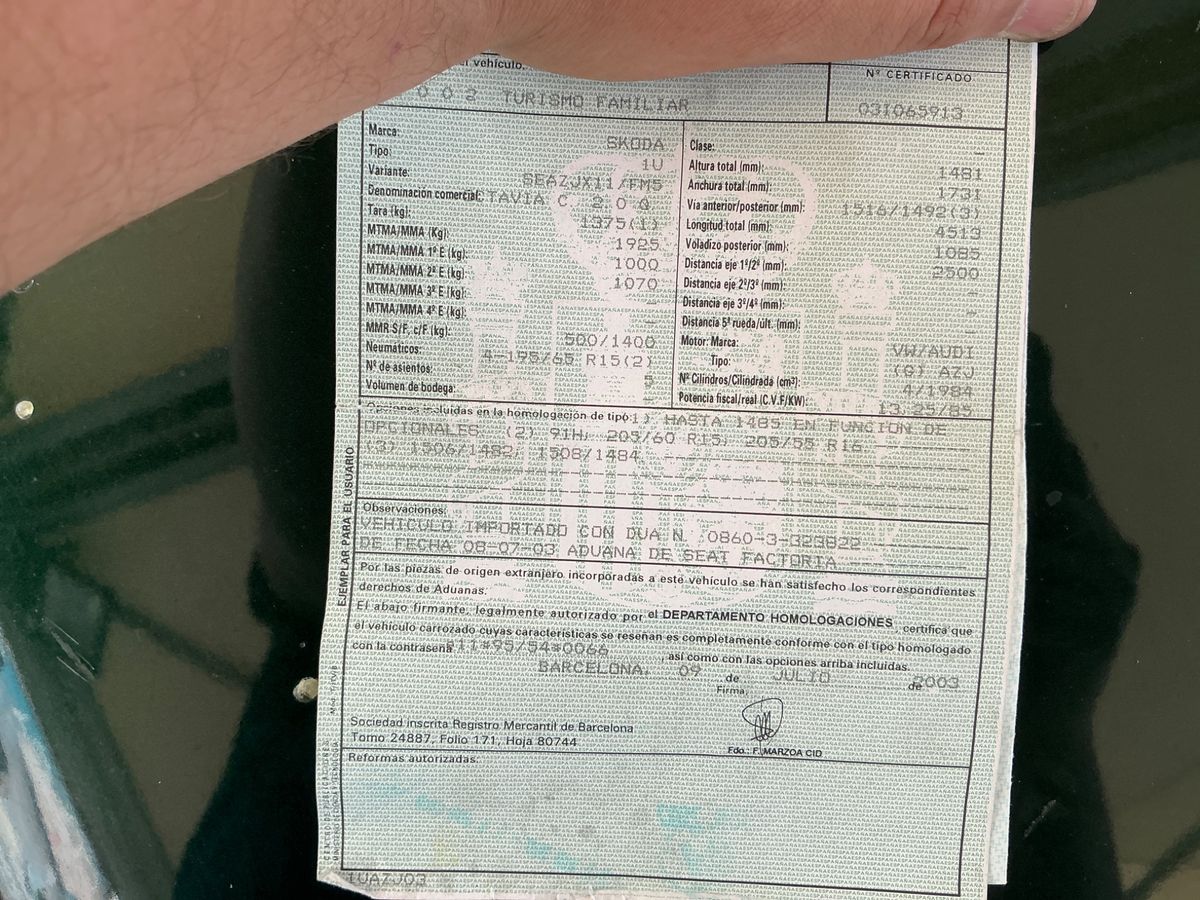 l vehículo.
Nº CERTIFICADO
0 0 2 TURISMO FAMILIAR
03I065913
Marca: SKODA
Tipo: 1U
Variante: SEAZJX11/FM5
Denominación comercial: CTAVIA C 2 0 0
Tara (kg): 1375(1)
MTMA/MMA (Kg): 1925
MTMA/MMA 1º E (kg): 1000
MTMA/MMA 2º E (kg): 1070
MTMA/MMA 3º E (kg): —
MTMA/MMA 4º E (kg): —
MMR S/F, c/F (kg): 500/1400
Neumáticos: 4-195/65 R15(2)
Nº de asientos: 5
Volumen de bodega:
Clase: —
Altura total (mm): 1481
Anchura total (mm): 1731
Via anterior/posterior (mm): 1516/1492(3)
Longitud total (mm): 4513
Voladizo posterior (mm): 1085
Distancia eje 1º/2º (mm): 2500
Distancia eje 2º/3º (mm): —
Distancia eje 3º/4º (mm): —
Distancia 5ª rueda/ult. (mm): —
Motor: Marca: VW/AUDI
Tipo: (Q) AZJ
Nº Cilindros/Cilindrada (cm³): 4/1984
Potencia fiscal/real (C.V.F/KW): 13,25/85
Opciones incluidas en la homologación de tipo: 1) HASTA 1485 EN FUNCION DE
OPCIONALES, (2) 91H; 205/60 R15; 205/55 R16
(3) 1506/1482; 1508/1484
Observaciones:
VEHICULO IMPORTADO CON DUA N. :0860-3-323822
DE FECHA 08-07-03 ADUANA DE SEAT FACTORIA
Por las piezas de origen extranjero incorporadas a este vehículo se han satisfecho los correspondientes
derechos de Aduanas.
El abajo firmante, legalmente autorizado por el DEPARTAMENTO HOMOLOGACIONES, certifica que
el vehículo carrozado cuyas características se reseñan es completamente conforme con el tipo homologado
con la contraseña *11*95/54*0066 así como con las opciones arriba incluidas.
BARCELONA, 09 de JULIO de 2003
Firma,
Sociedad inscrita Registro Mercantil de Barcelona
Tomo 24887, Folio 171, Hoja 80744
Fdo.: F. MARZOA CID
Reformas autorizadas:
EJEMPLAR PARA EL USUARIO
1UAZJ03